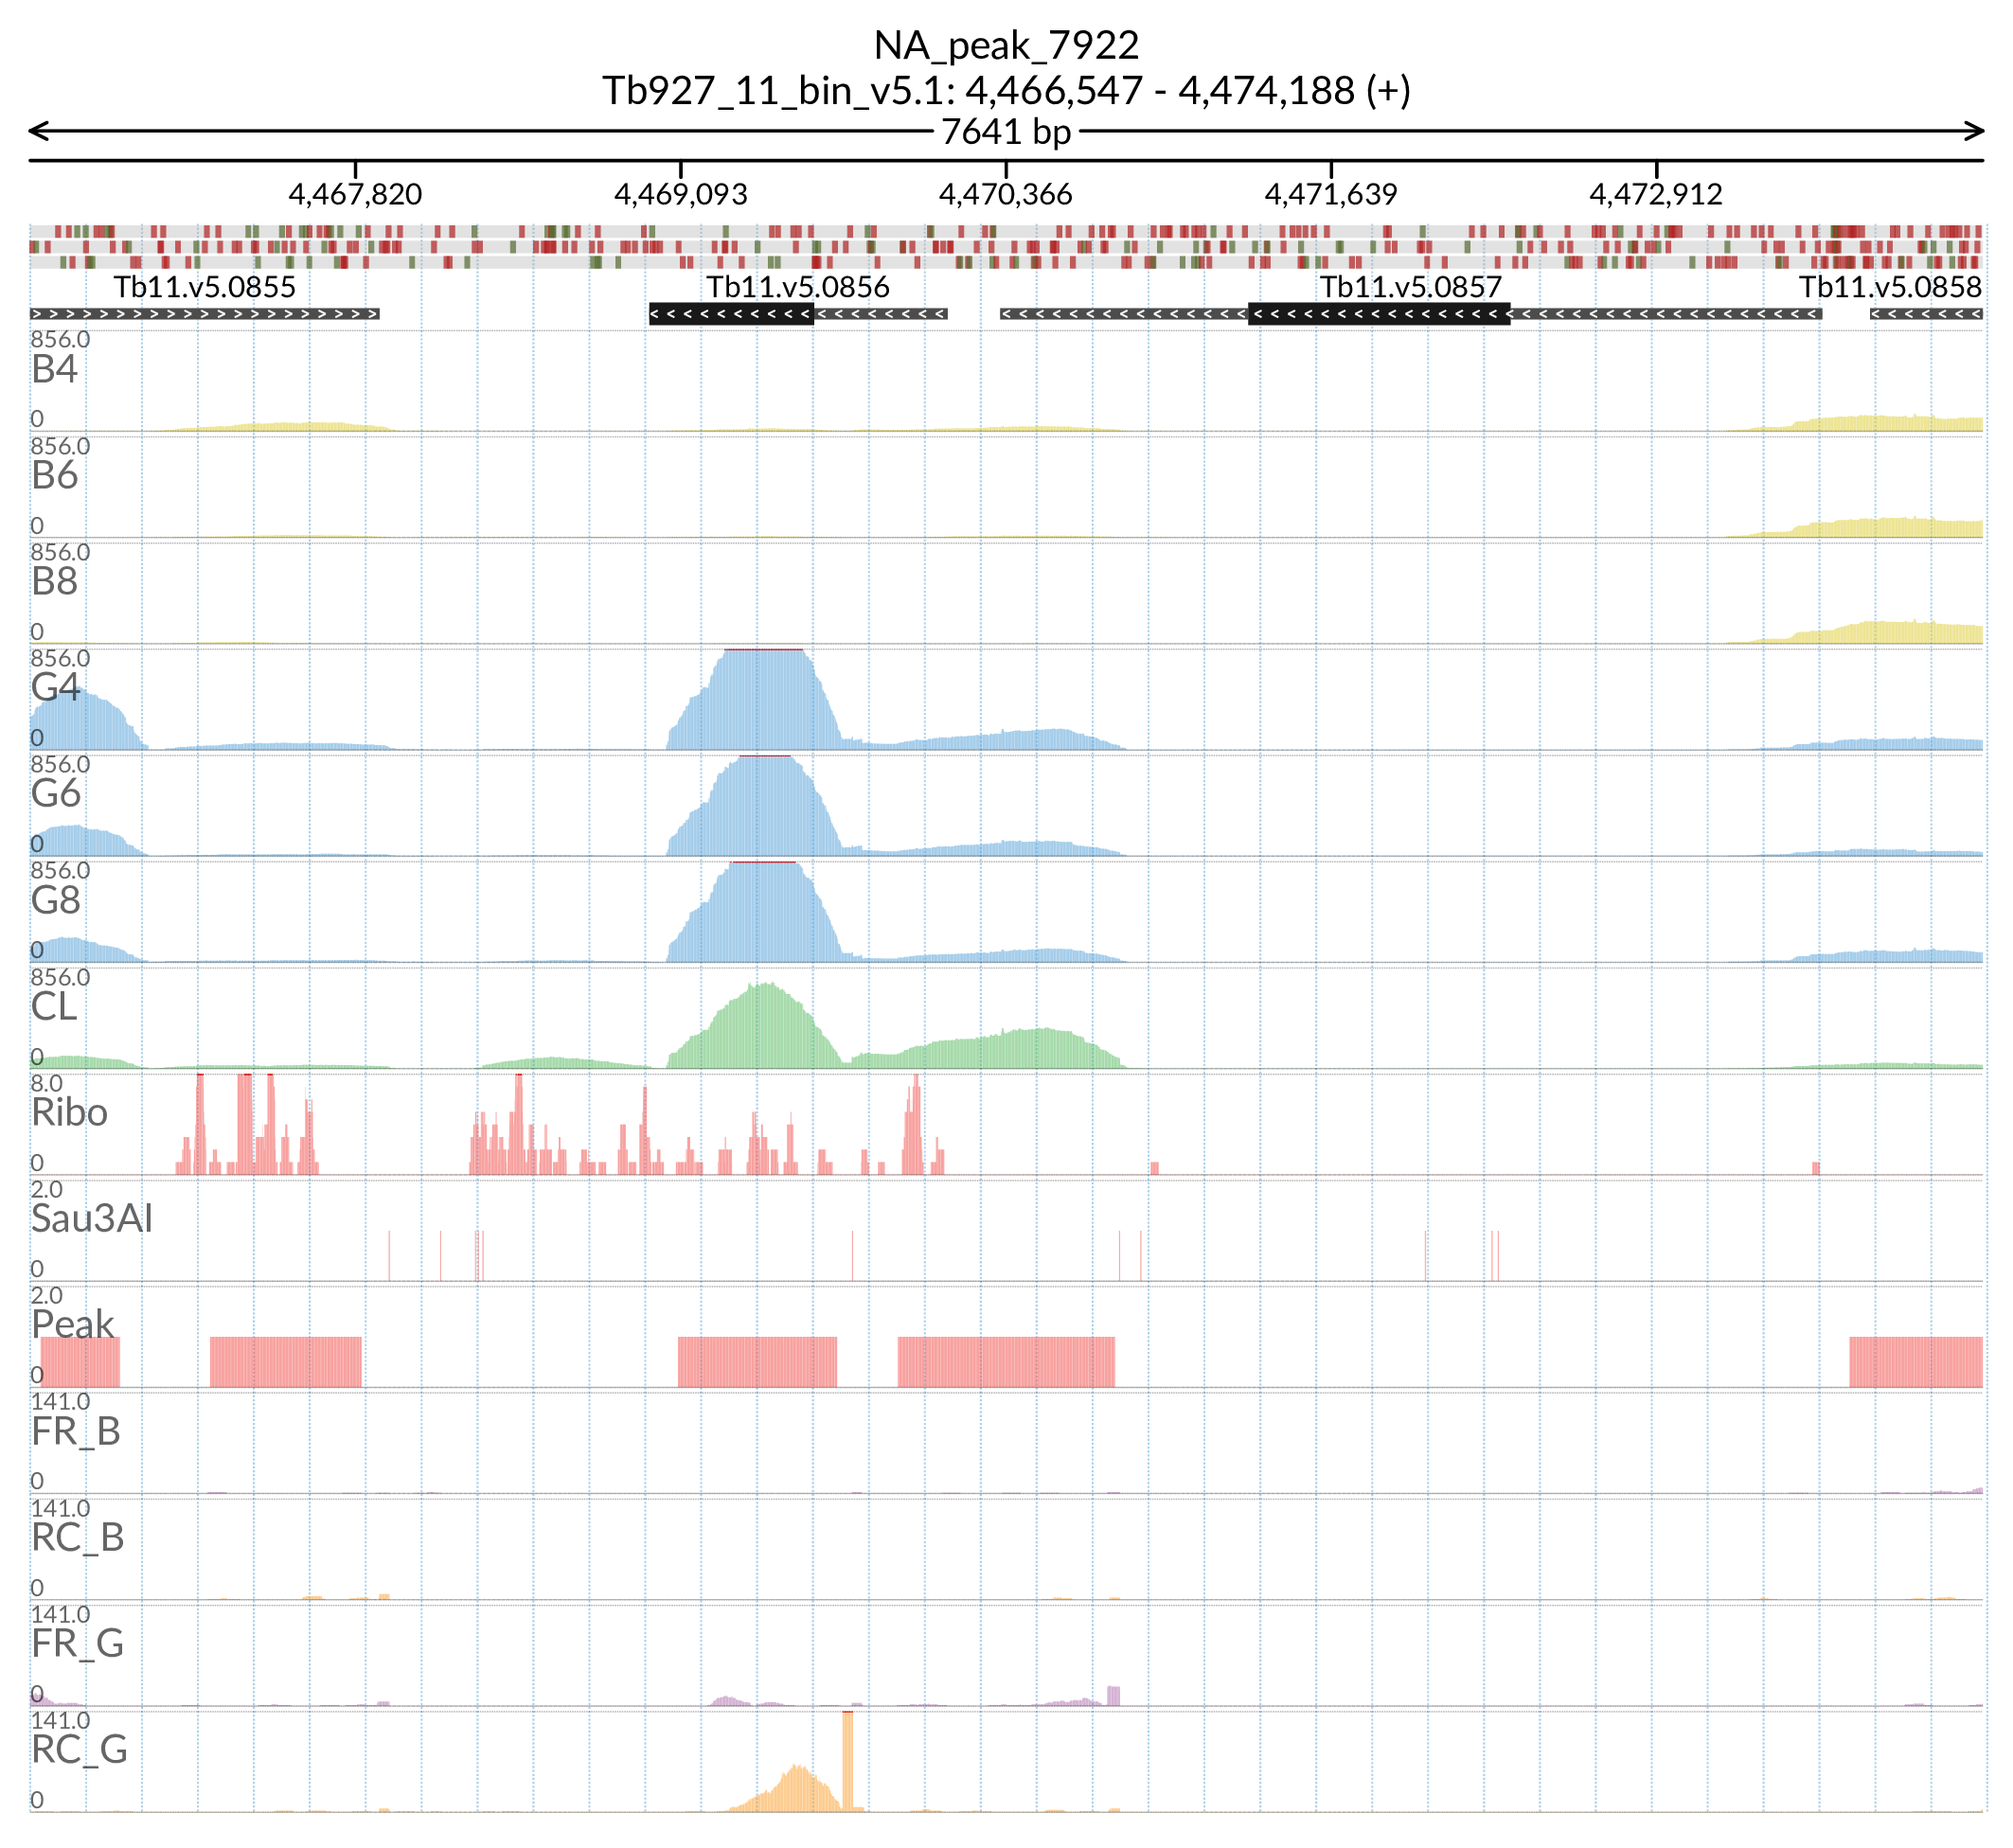 NA_peak_7922
Tb927_11_bin_v5.1: 4,466,547 - 4,474,188 (+)
7641 bp
4,467,820 4,469,093 4,470,366 4,471,639 4,472,912
Tb11.v5.0855 Tb11.v5.0856 Tb11.v5.0857 Tb11.v5.0858
856.0
B4
0
856.0
B6
0
856.0
B8
0
856.0
G4
0
856.0
G6
0
856.0
G8
0
856.0
CL
0
8.0
Ribo
0
2.0
Sau3AI
0
2.0
Peak
0
141.0
FR_B
0
141.0
RC_B
0
141.0
FR_G
0
141.0
RC_G
0